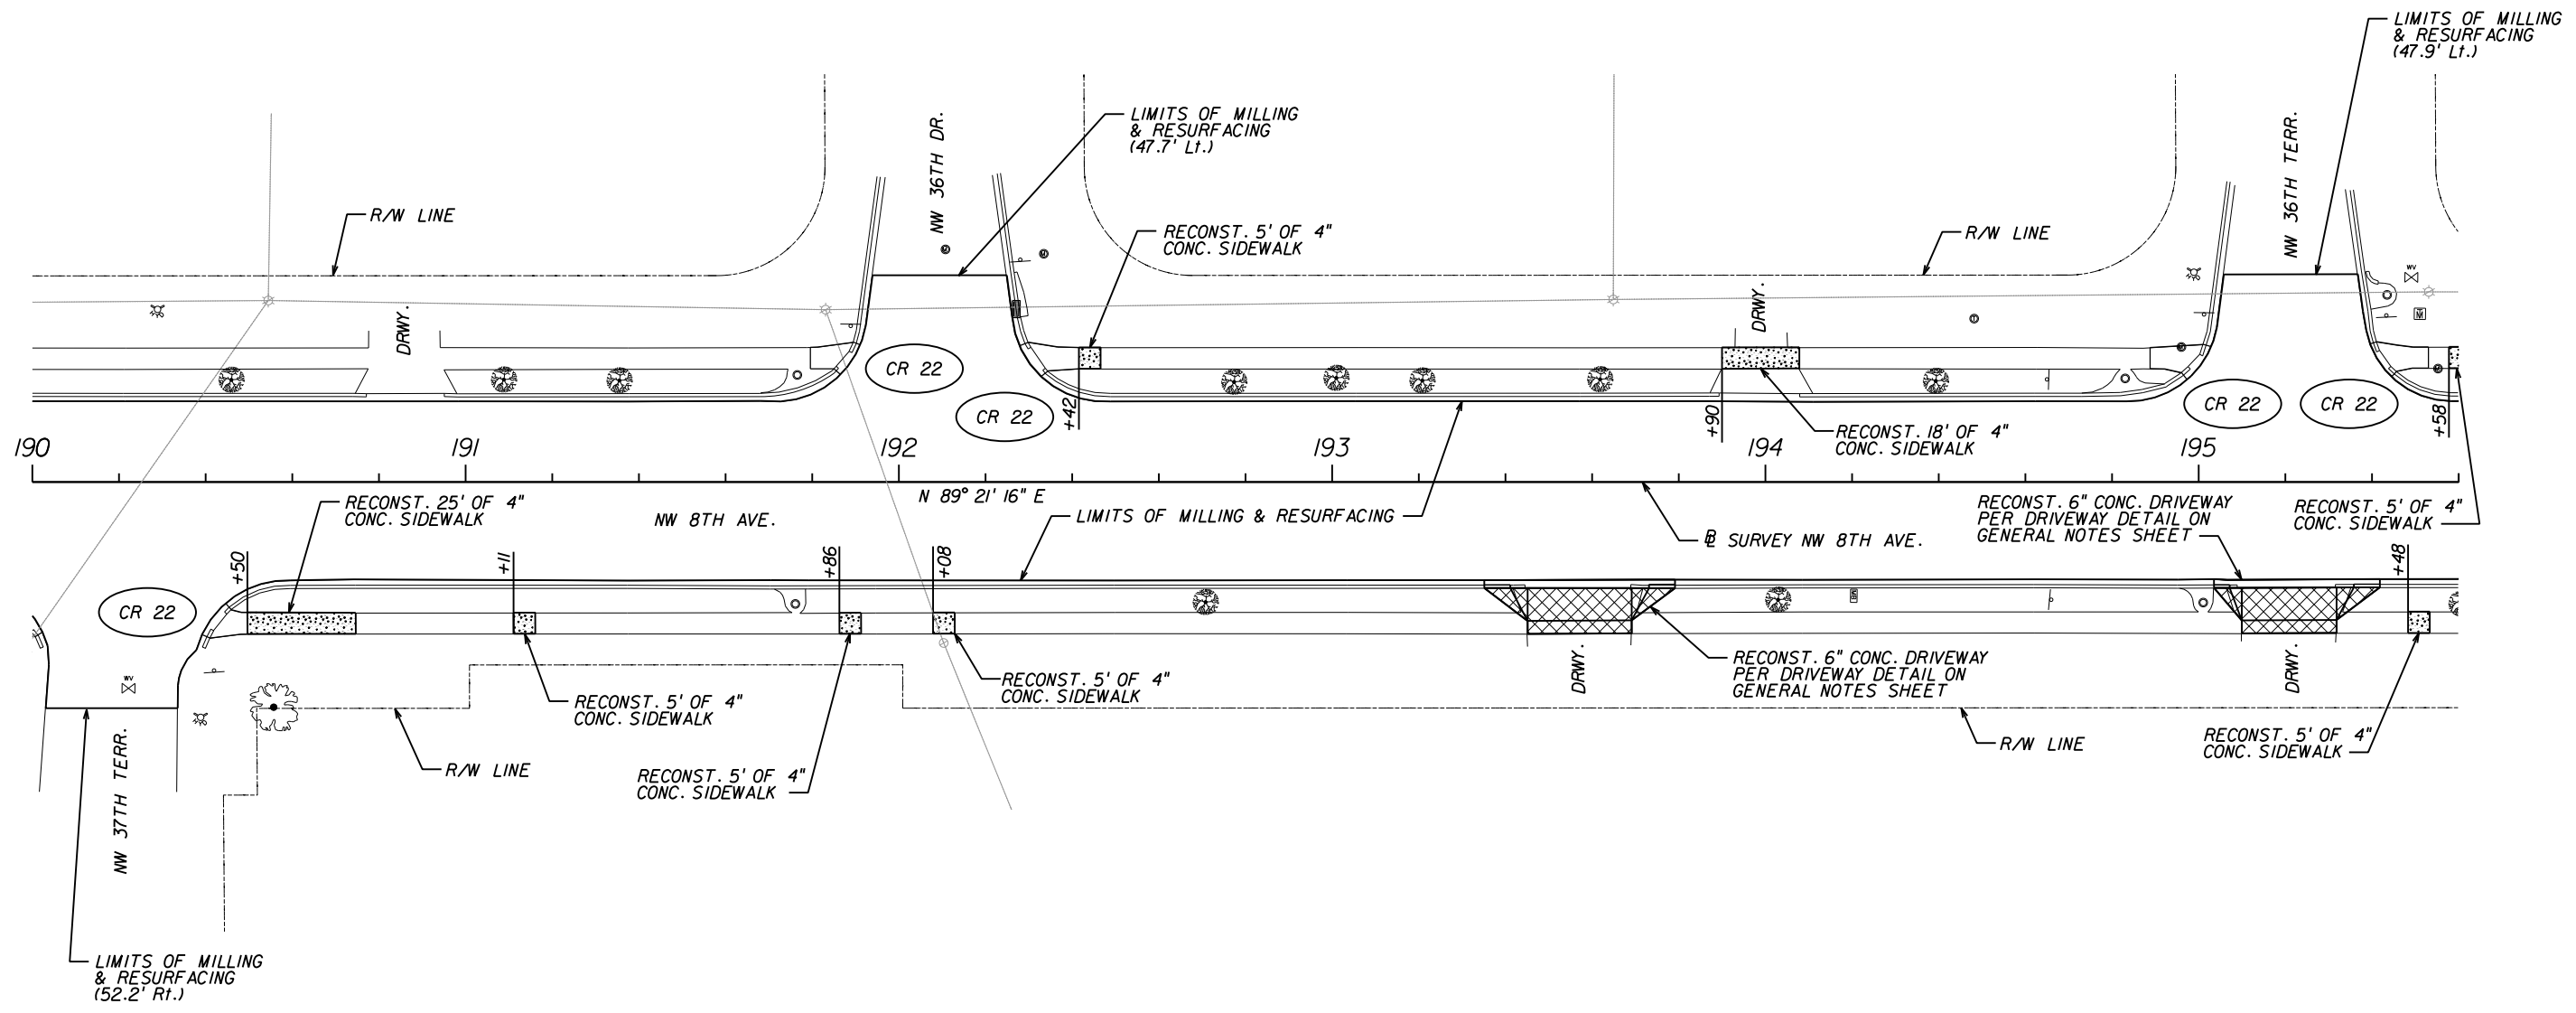 LIMITS OF MILLING
& RESURFACING
(47.9' Lt.)
LIMITS OF MILLING
& RESURFACING
(47.7' Lt.)
NW 36TH DR.
NW 36TH TERR.
R/W LINE
RECONST. 5' OF 4"
CONC. SIDEWALK
R/W LINE
WV
DRWY.
DRWY.
CR 22
CR 22
CR 22
CR 22
+42
+90
+58
RECONST. 18' OF 4"
CONC. SIDEWALK
190
191
192
193
194
195
N 89° 21' 16" E
RECONST. 25' OF 4"
CONC. SIDEWALK
NW 8TH AVE.
LIMITS OF MILLING & RESURFACING
BL SURVEY NW 8TH AVE.
RECONST. 6" CONC. DRIVEWAY
PER DRIVEWAY DETAIL ON
GENERAL NOTES SHEET
RECONST. 5' OF 4"
CONC. SIDEWALK
+50
+11
+86
+08
+48
CR 22
WV
RECONST. 5' OF 4"
CONC. SIDEWALK
RECONST. 5' OF 4"
CONC. SIDEWALK
DRWY.
RECONST. 6" CONC. DRIVEWAY
PER DRIVEWAY DETAIL ON
GENERAL NOTES SHEET
DRWY.
R/W LINE
RECONST. 5' OF 4"
CONC. SIDEWALK
R/W LINE
RECONST. 5' OF 4"
CONC. SIDEWALK
NW 37TH TERR.
LIMITS OF MILLING
& RESURFACING
(52.2' Rt.)